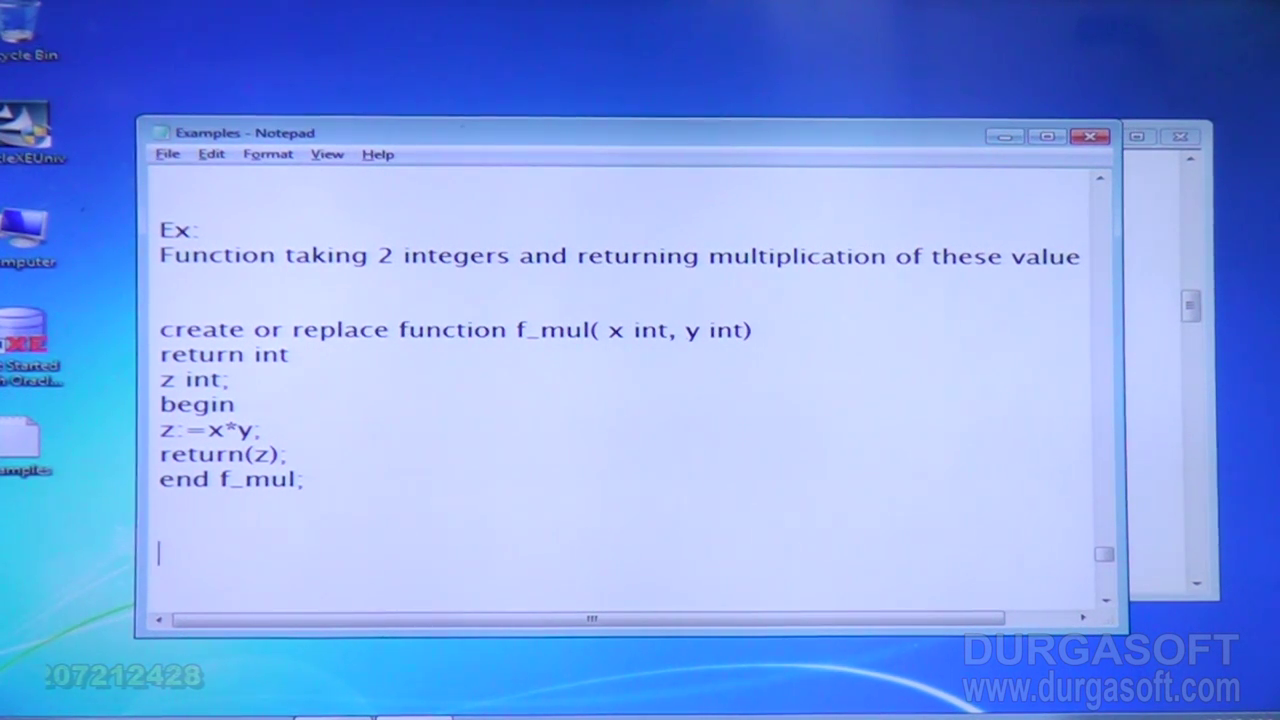 ycle Bin
Examples - Notepad
File Edit Format View Help
Ex:
Function taking 2 integers and returning multiplication of these value
create or replace function f_mul( x int, y int)
return int
z int;
begin
z:=x*y;
return(z);
end f_mul;
leXEUniv
mputer
XE
Started
h Oracl...
amples
07212428
DURGASOFT
www.durgasoft.com